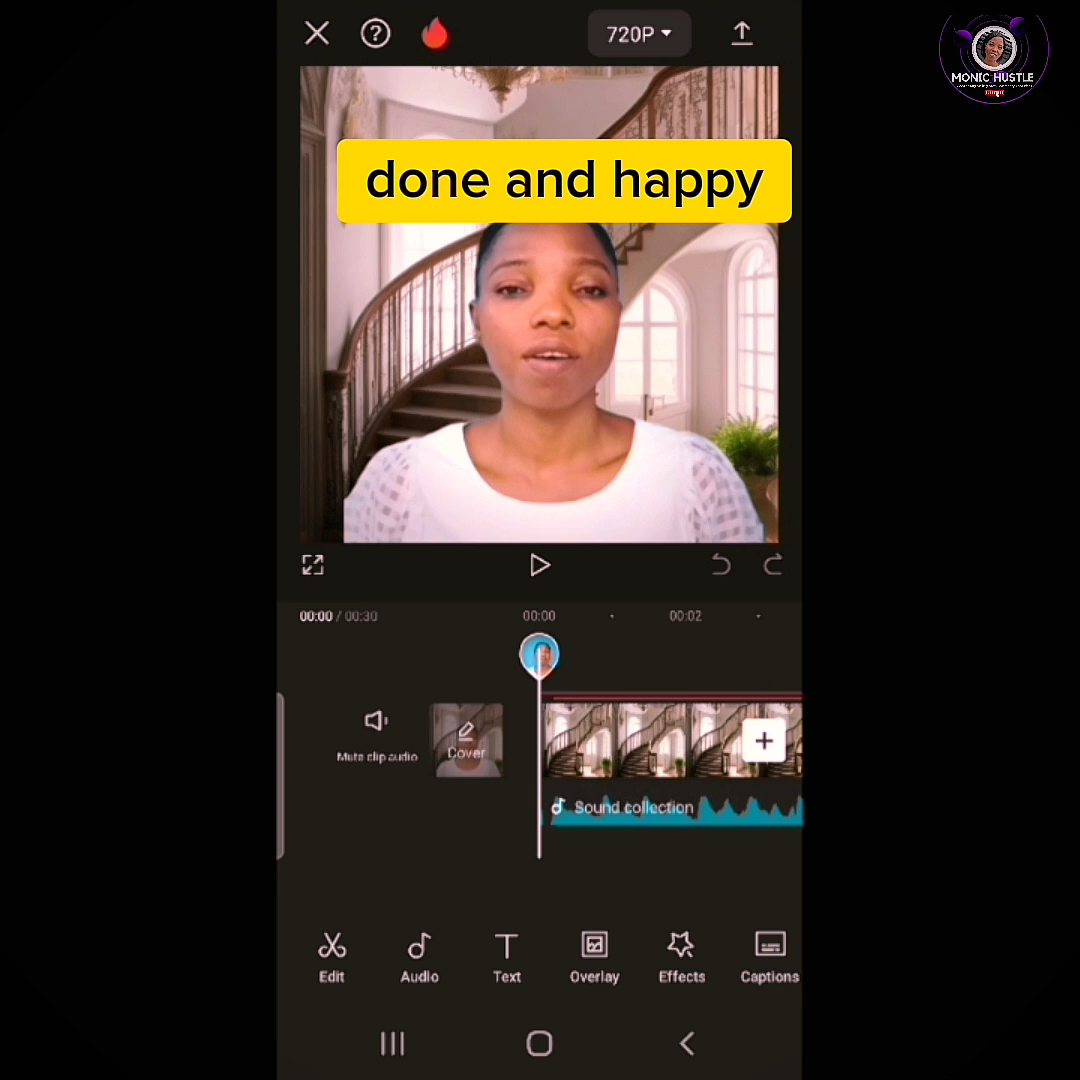 720P
MONIC HUSTLE
done and happy
00:00 / 00:30
00:00
00:02
Mute clip audio
Cover
Sound collection
Edit
Audio
Text
Overlay
Effects
Captions